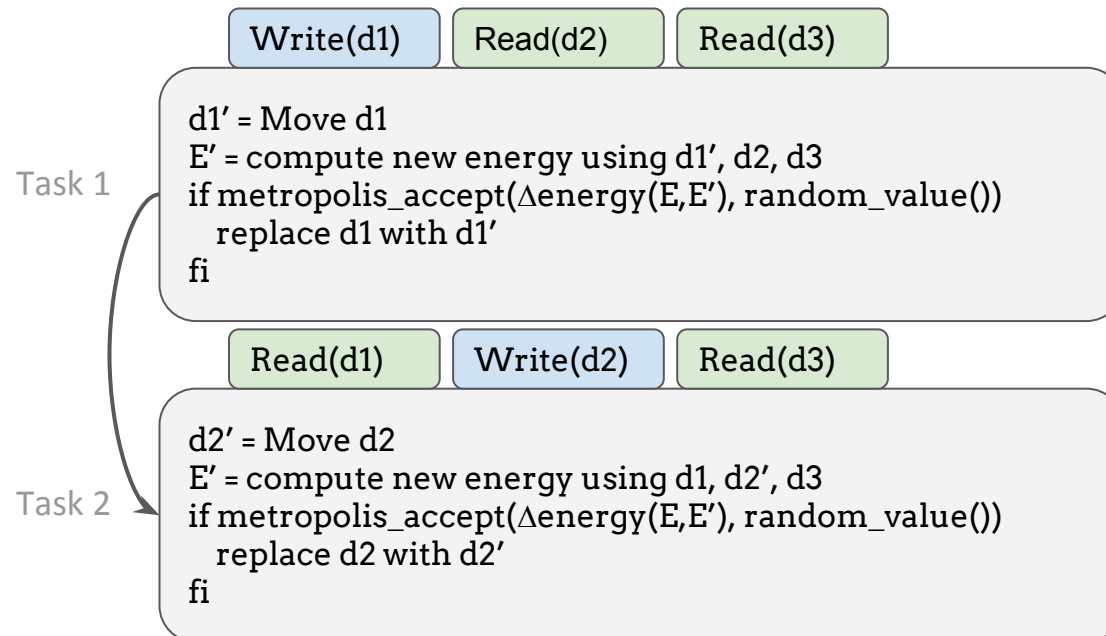 Write(d1) Read(d2) Read(d3)
d1′ = Move d1
E′ = compute new energy using d1′, d2, d3
Task 1
if metropolis_accept(∆energy(E,E′), random_value())
replace d1 with d1′
fi
Read(d1) Write(d2) Read(d3)
d2′ = Move d2
E′ = compute new energy using d1, d2′, d3
Task 2
if metropolis_accept(∆energy(E,E′), random_value())
replace d2 with d2′
fi